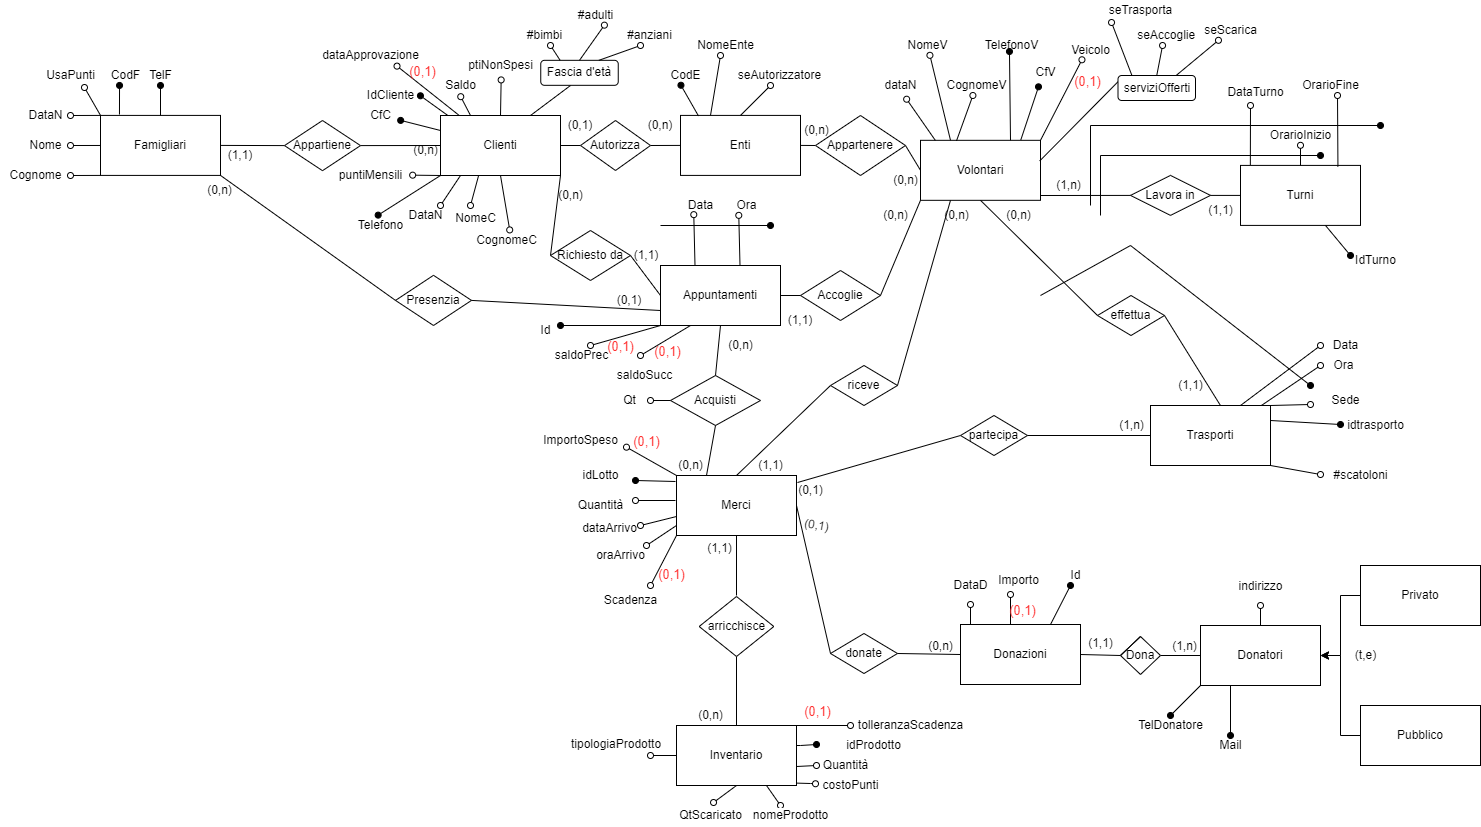 #adulti
#bimbi
#anziani
seTrasporta
seAccoglie
seScarica
dataApprovazione
(0,1)
ptiNonSpesi
Fascia d'età
NomeEnte
NomeV
TelefonoV
Veicolo
(0,1)
serviziOfferti
UsaPunti
CodF
TelF
IdCliente
Saldo
CodE
seAutorizzatore
dataN
CognomeV
CfV
DataTurno
OrarioFine
DataN
CfC
(0,1)
(0,n)
(0,n)
OrarioInizio
Nome
Famigliari
Appartiene
(1,1)
(0,n)
Clienti
Autorizza
Enti
Appartenere
Volontari
Cognome
(0,n)
puntiMensili
(0,n)
(0,n)
(1,n)
Lavora in
(1,1)
Turni
Telefono
DataN
NomeC
CognomeC
Data
Ora
(0,n)
(0,n)
(0,n)
Richiesto da
(1,1)
IdTurno
Presenzia
(0,1)
Appuntamenti
Accoglie
(1,1)
effettua
Id
saldoPrec
(0,1)
(0,1)
saldoSucc
(0,n)
Data
Ora
Qt
Acquisti
riceve
(1,1)
Sede
ImportoSpeso
(0,1)
partecipa
(1,n)
Trasporti
idtrasporto
idLotto
(0,n)
(1,1)
(0,1)
#scatoloni
Quantità
Merci
dataArrivo
(0,1)
oraArrivo
(1,1)
(0,1)
Scadenza
DataD
Importo
(0,1)
Id
indirizzo
Privato
arricchisce
donate
(0,n)
Donazioni
(1,1)
Dona
(1,n)
Donatori
(t,e)
(0,n)
(0,1)
tolleranzaScadenza
TelDonatore
Mail
Pubblico
tipologiaProdotto
Inventario
idProdotto
Quantità
costoPunti
QtScaricato
nomeProdotto